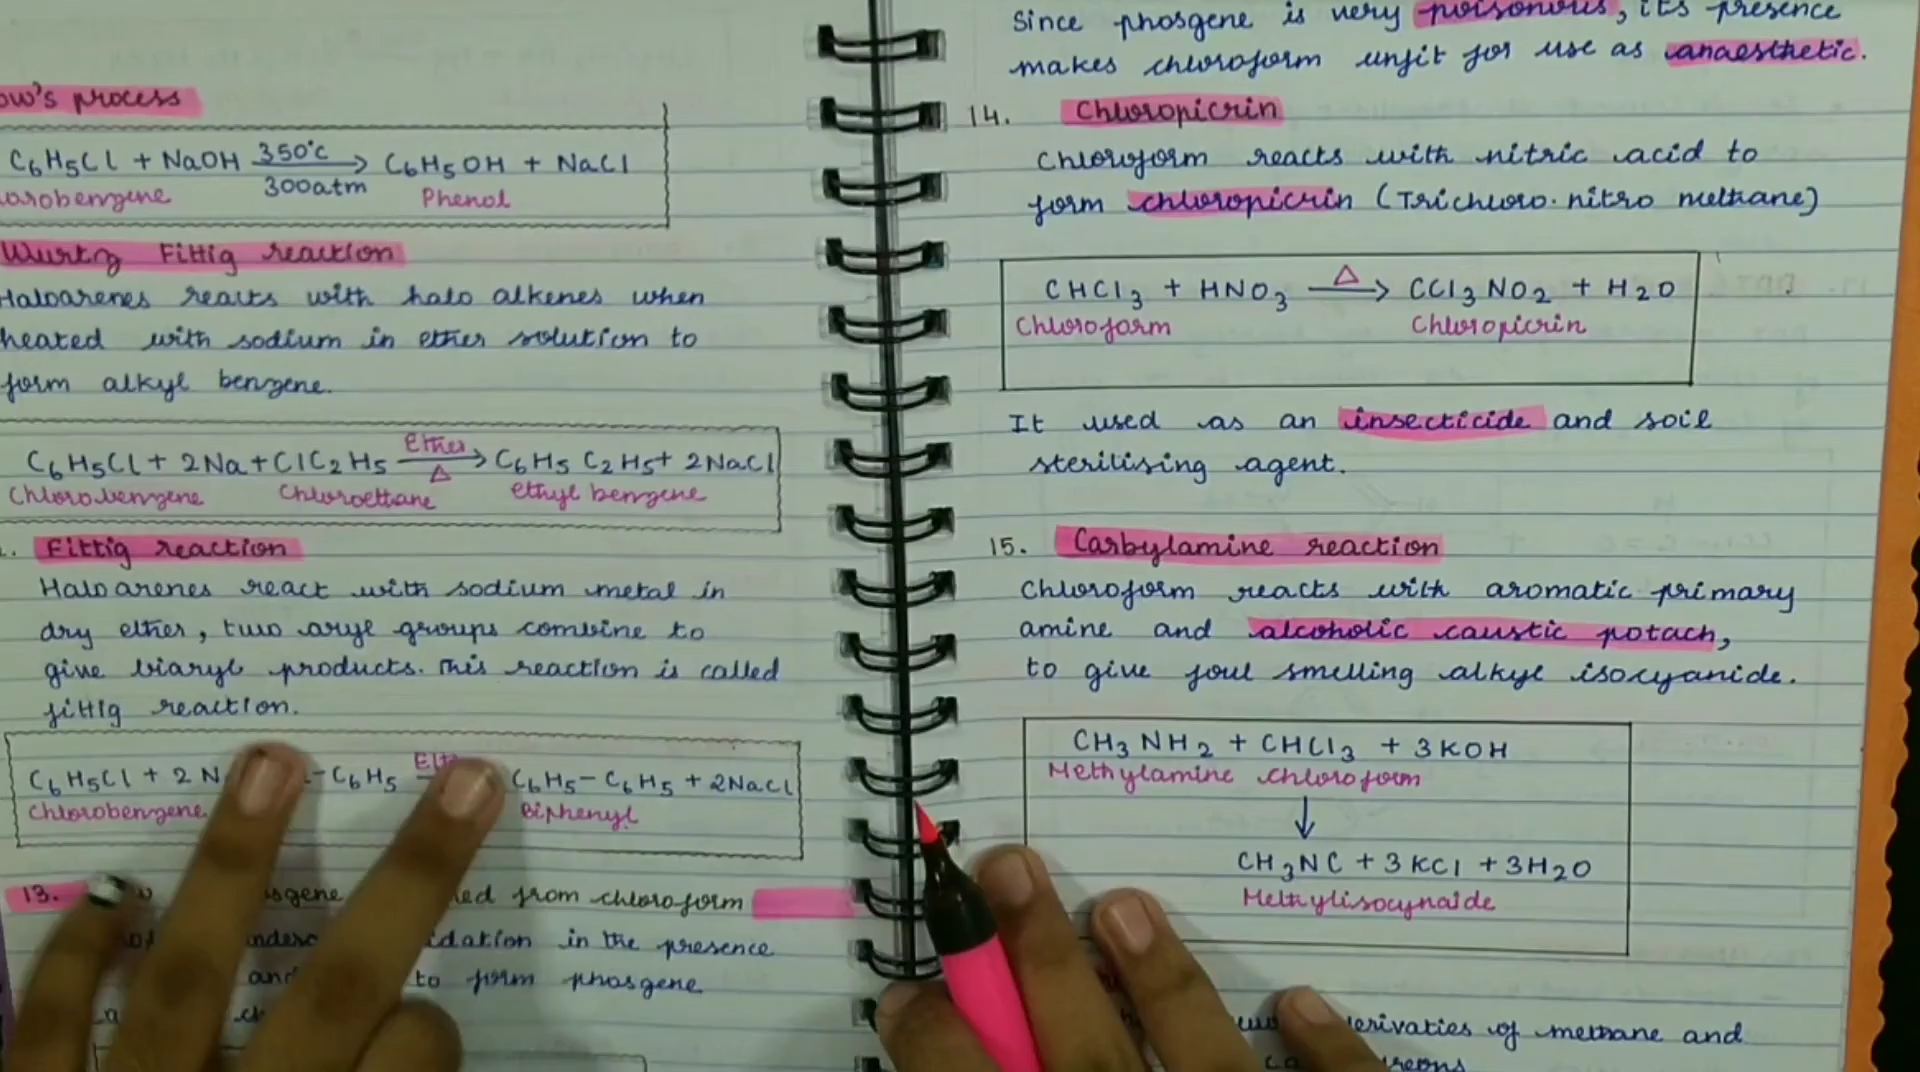 ow's process
C6H5Cl + NaOH 350°C → C6H5OH + NaCl
300atm
orobenzene Phenol
Wurtz Fittig reaction
Haloarenes reacts with halo alkenes when
heated with sodium in ether solution to
form alkyl benzene.
Ether
C6H5Cl + 2Na + ClC2H5 → C6H5 C2H5 + 2NaCl
△
Chlorobenzene Chloroethane ethyl benzene
Fittig reaction
Haloarenes react with sodium metal in
dry ether, two aryl groups combine to
give biaryl products. This reaction is called
fittig reaction.
C6H5Cl + 2 N - C6H5 C6H5 - C6H5 + 2NaCl
Chlorobenzene Biphenyl
13. from chloroform
in the presence
and to form phosgene
Since phosgene is very poisonous, its presence
makes chloroform unfit for use as anaesthetic.
14. Chloropicrin
Chloroform reacts with nitric acid to
form chloropicrin (Trichloro. nitro methane)
CHCl3 + HNO3 △ → CCl3NO2 + H2O
Chloroform Chloropicrin
It used as an insecticide and soil
sterilising agent.
15. Carbylamine reaction
Chloroform reacts with aromatic primary
amine and alcoholic caustic potach,
to give foul smelling alkyl isocyanide.
CH3NH2 + CHCl3 + 3KOH
Methylamine chloroform
↓
CH3NC + 3KCl + 3H2O
Methylisocynaide
erivaties of methane and